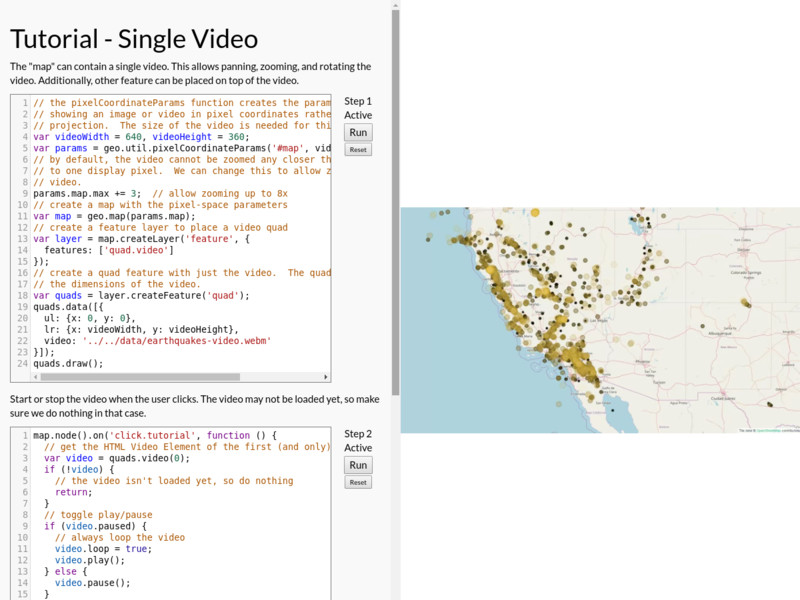 Tutorial - Single Video
The "map" can contain a single video. This allows panning, zooming, and rotating the
video. Additionally, other feature can be placed on top of the video.
1 // the pixelCoordinateParams function creates the param
2 // showing an image or video in pixel coordinates rathe
3 // projection.  The size of the video is needed for thi
4 var videoWidth = 640, videoHeight = 360;
5 var params = geo.util.pixelCoordinateParams('#map', vid
6 // by default, the video cannot be zoomed any closer th
7 // to one display pixel.  We can change this to allow z
8 // video.
9 params.map.max += 3;  // allow zooming up to 8x
10 // create a map with the pixel-space parameters
11 var map = geo.map(params.map);
12 // create a feature layer to place a video quad
13 var layer = map.createLayer('feature', {
14   features: ['quad.video']
15 });
16 // create a quad feature with just the video.  The quad
17 // the dimensions of the video.
18 var quads = layer.createFeature('quad');
19 quads.data([{
20   ul: {x: 0, y: 0},
21   lr: {x: videoWidth, y: videoHeight},
22   video: '../../data/earthquakes-video.webm'
23 }]);
24 quads.draw();
Step 1
Active
Run
Reset
Start or stop the video when the user clicks. The video may not be loaded yet, so make
sure we do nothing in that case.
1 map.node().on('click.tutorial', function () {
2   // get the HTML Video Element of the first (and only)
3   var video = quads.video(0);
4   if (!video) {
5     // the video isn't loaded yet, so do nothing
6     return;
7   }
8   // toggle play/pause
9   if (video.paused) {
10     // always loop the video
11     video.loop = true;
12     video.play();
13   } else {
14     video.pause();
15   }
Step 2
Active
Run
Reset